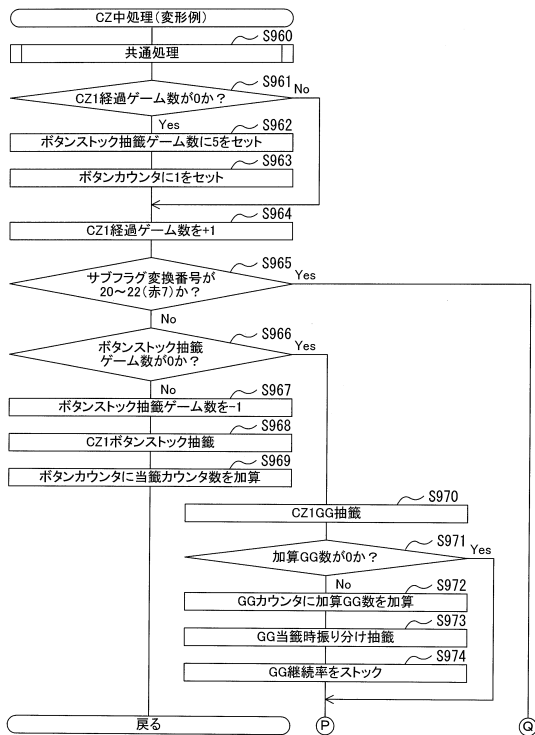 CZ中処理(変形例)
S960
共通処理
S961
CZ1経過ゲーム数が0か?
No
Yes
S962
ボタンストック抽籤ゲーム数に5をセット
S963
ボタンカウンタに1をセット
S964
CZ1経過ゲーム数を+1
S965
サブフラグ変換番号が
20～22(赤7)か?
Yes
No
S966
ボタンストック抽籤
ゲーム数が0か?
Yes
No
S967
ボタンストック抽籤ゲーム数を-1
S968
CZ1ボタンストック抽籤
S969
ボタンカウンタに当籤カウンタ数を加算
S970
CZ1GG抽籤
S971
加算GG数が0か?
Yes
No
S972
GGカウンタに加算GG数を加算
S973
GG当籤時振り分け抽籤
S974
GG継続率をストック
戻る
P
Q